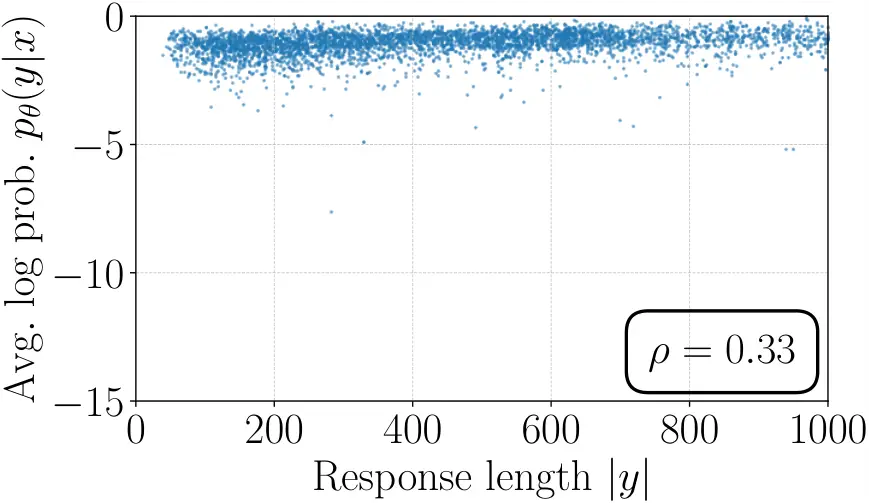 0
−5
−10
−15
Avg. log prob. pθ(y|x)
ρ = 0.33
0 200 400 600 800 1000
Response length |y|